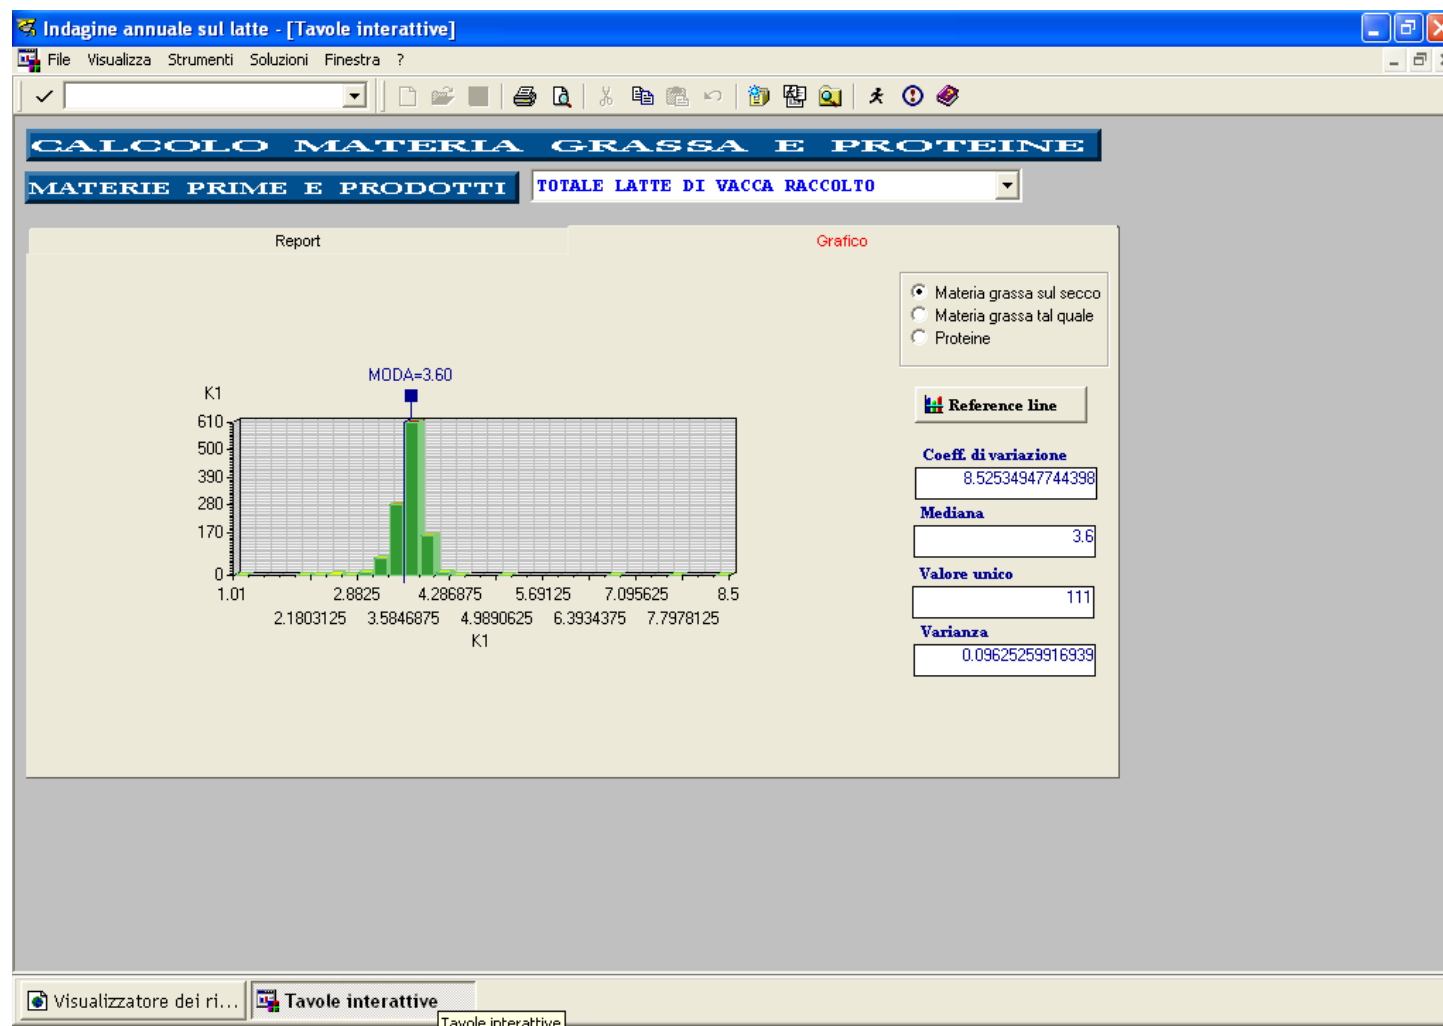 Indagine annuale sul latte - [Tavole interattive]
File Visualizza Strumenti Soluzioni Finestra ?
CALCOLO MATERIA GRASSA E PROTEINE
MATERIE PRIME E PRODOTTI TOTALE LATTE DI VACCA RACCOLTO
Report Grafico
Materia grassa sul secco
Materia grassa tal quale
Proteine
MODA=3.60
K1
610
500
390
280
170
0
1.01 2.8825 4.286875 5.69125 7.095625 8.5
2.1803125 3.5846875 4.9890625 6.3934375 7.7978125
K1
Reference line
Coeff. di variazione
8.52534947744398
Mediana
3.6
Valore unico
111
Varianza
0.09625259916939
Visualizzatore dei ri... Tavole interattive
Tavole interattive